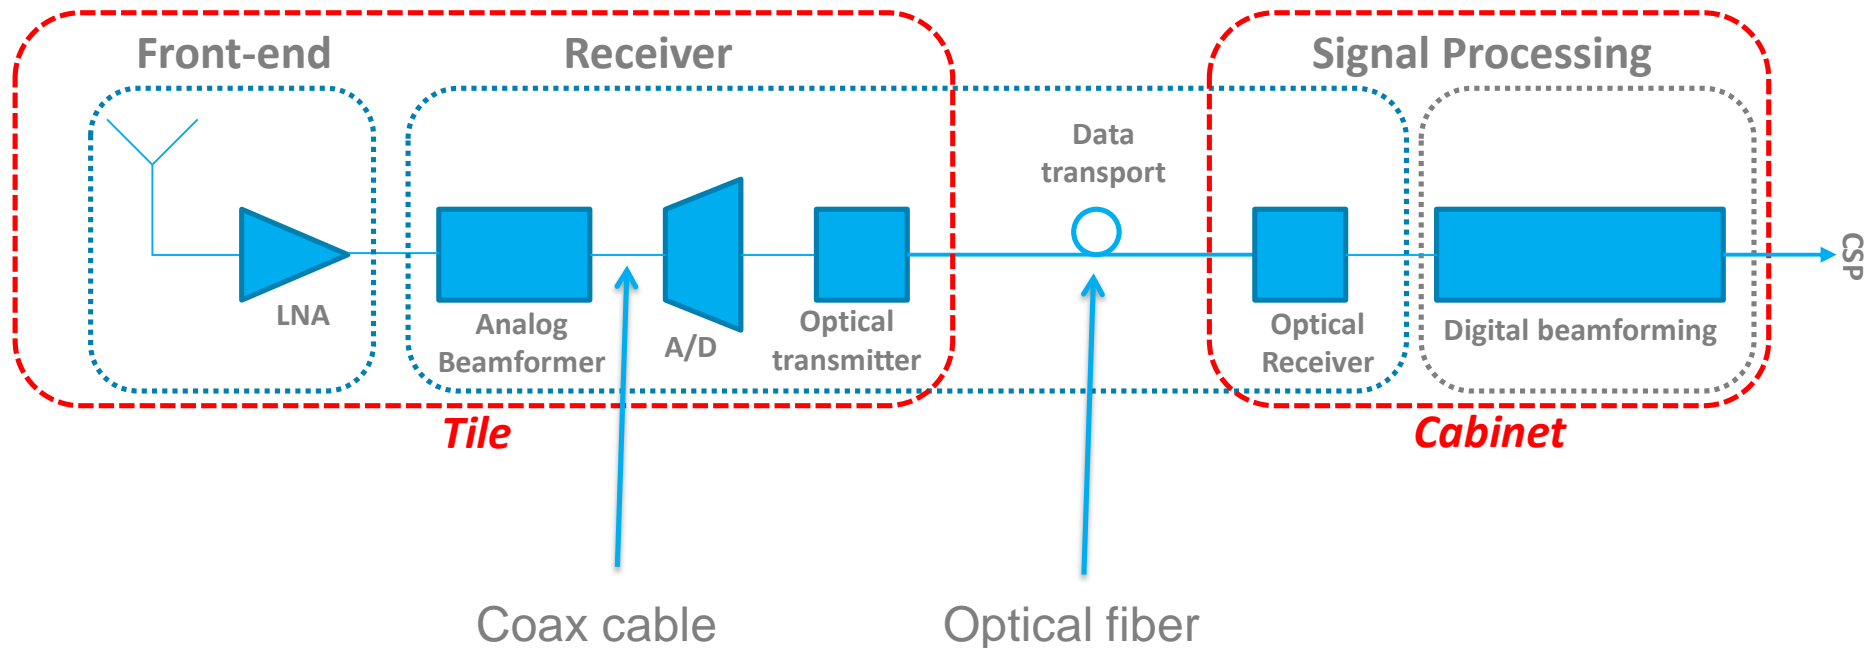 Front-end
Receiver
Signal Processing
Data
transport
LNA
Analog
Beamformer
A/D
Optical
transmitter
Optical
Receiver
Digital beamforming
CSP
Tile
Cabinet
Coax cable
Optical fiber